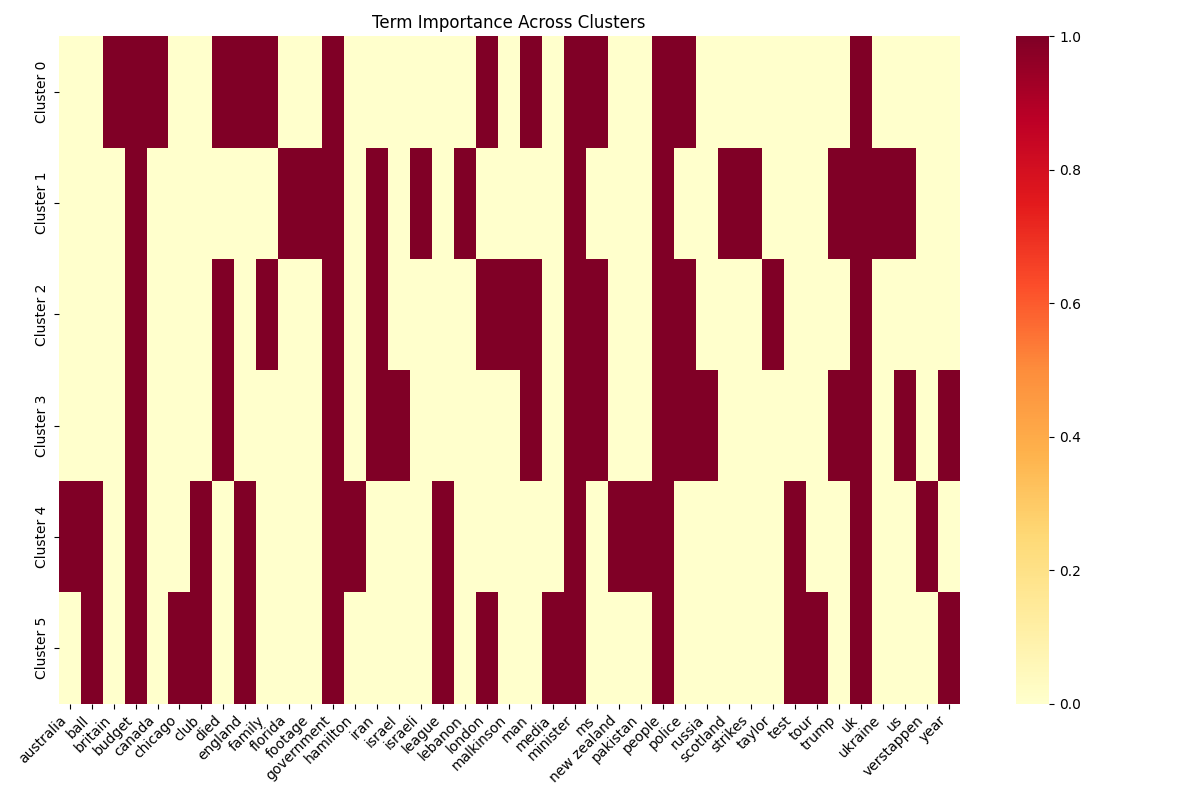 Term Importance Across Clusters
Cluster 0
Cluster 1
Cluster 2
Cluster 3
Cluster 4
Cluster 5
australia
ball
britain
budget
canada
chicago
club
died
england
family
florida
footage
government
hamilton
iran
israel
israeli
league
lebanon
london
malkinson
man
media
minister
ms
new zealand
pakistan
people
police
russia
scotland
strikes
taylor
test
tour
trump
uk
ukraine
us
verstappen
year
1.0
0.8
0.6
0.4
0.2
0.0